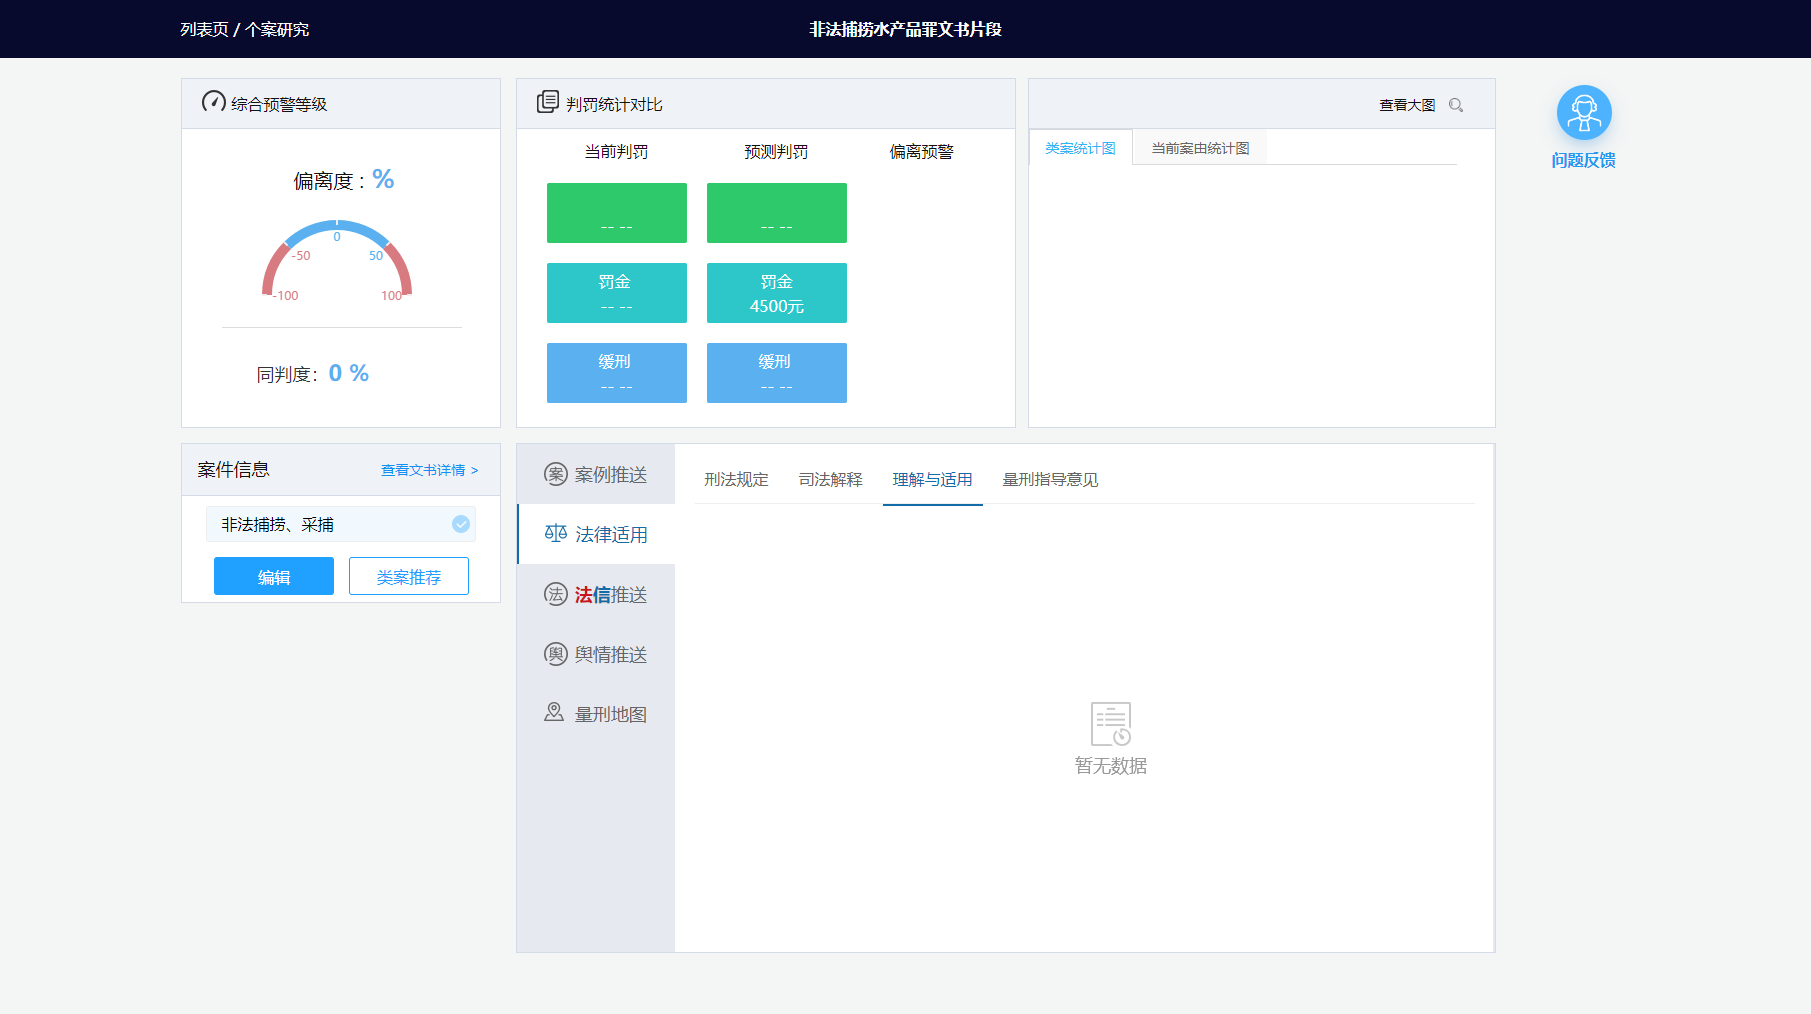 列表页 / 个案研究
非法捕捞水产品罪文书片段
综合预警等级
偏离度：%
0
-50
50
-100
100
同判度：0 %
判罚统计对比
当前判罚
预测判罚
偏离预警
-- --
-- --
罚金
-- --
罚金
4500元
缓刑
-- --
缓刑
-- --
查看大图
类案统计图
当前案由统计图
问题反馈
案件信息
查看文书详情 >
非法捕捞、采捕
编辑
类案推荐
案 案例推送
法律适用
法 法信推送
舆 舆情推送
量刑地图
刑法规定
司法解释
理解与适用
量刑指导意见
暂无数据